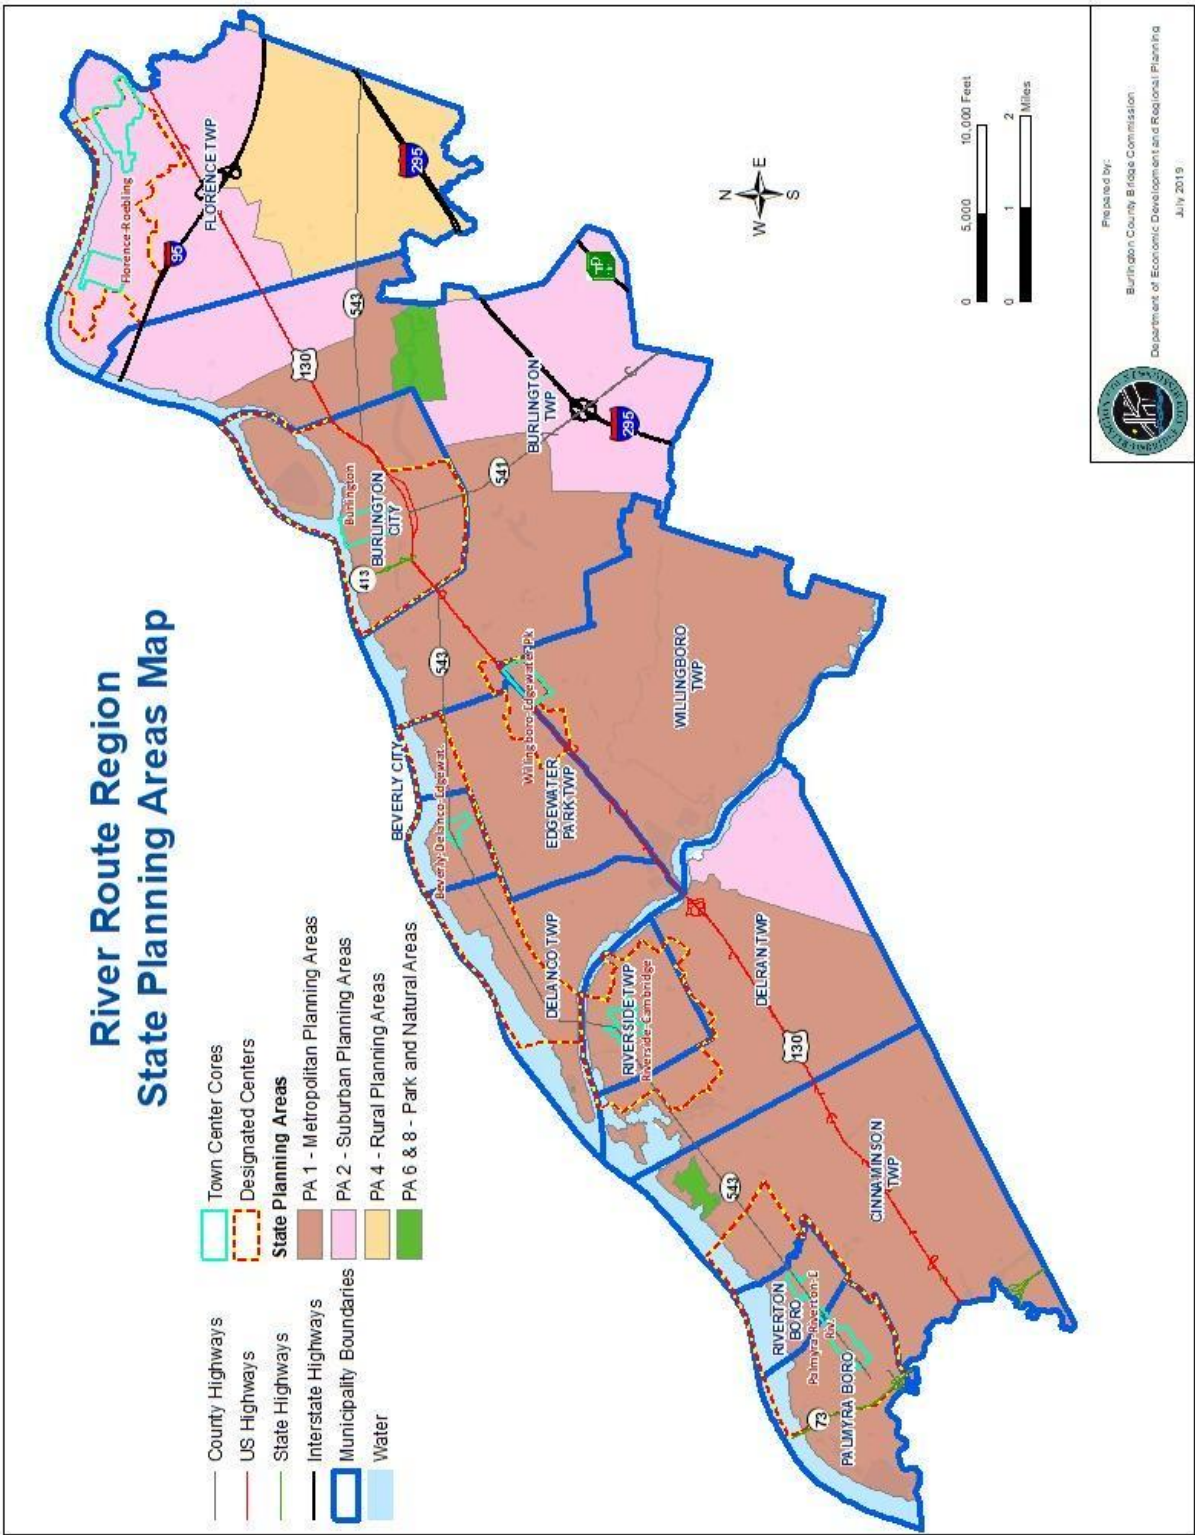 River Route Region
State Planning Areas Map
County Highways
US Highways
State Highways
Interstate Highways
Municipality Boundaries
Water
Town Center Cores
Designated Centers
State Planning Areas
PA 1 - Metropolitan Planning Areas
PA 2 - Suburban Planning Areas
PA 4 - Rural Planning Areas
PA 6 & 8 - Park and Natural Areas
Florence-Roebling
FLORENCE TWP
95
295
543
130
BURLINGTON
TWP
295
541
Burlington
BURLINGTON
CITY
413
543
BEVERLY CITY
Beverly-Delanco-Edgewat.
Willingboro-Edgewater Pk
EDGEWATER
PARK TWP
WILLINGBORO
TWP
DELANCO TWP
RIVERSIDE TWP
Riverside-Cambridge
DELRAN TWP
130
CINNAMINSON
TWP
543
RIVERTON
BORO
Palmyra-Riverton-E
Riv.
PALMYRA BORO
73
TP
N
W
E
S
0 5,000 10,000 Feet
0 1 2 Miles
Prepared by:
Burlington County Bridge Commission
Department of Economic Development and Regional Planning
July 2019